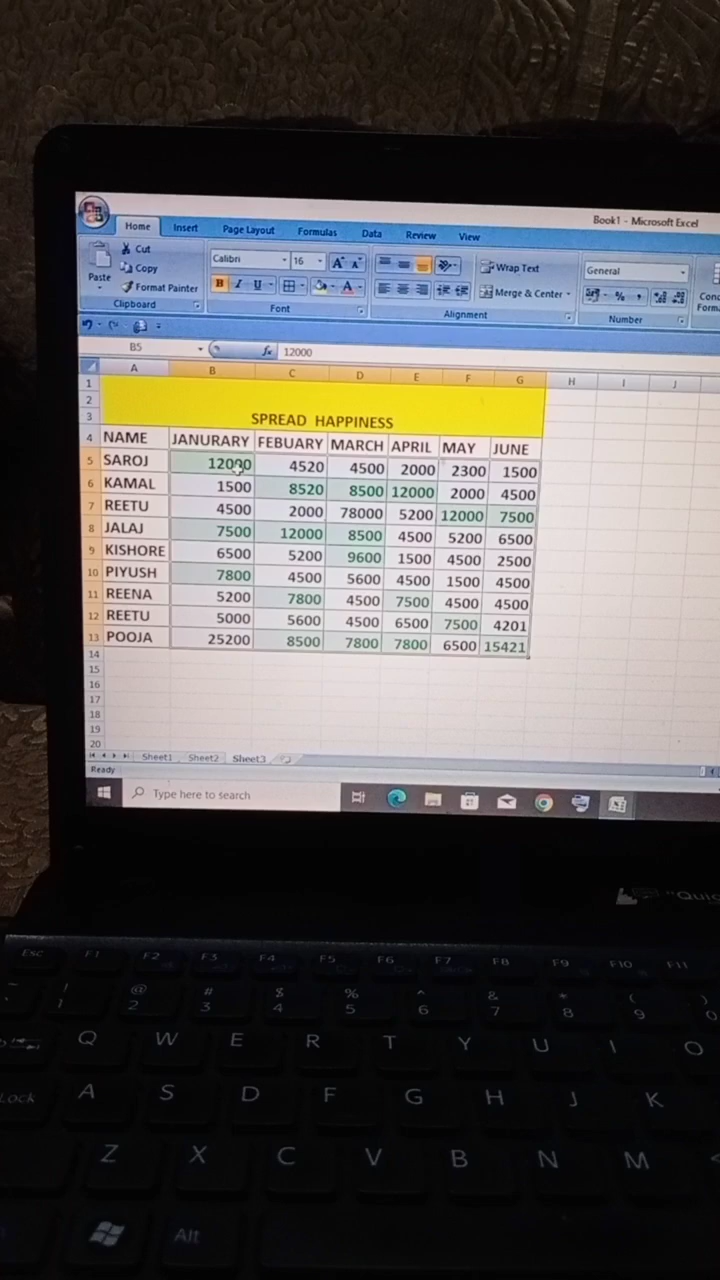 Book1 - Microsoft Excel
Home Insert Page Layout Formulas Data Review View
Paste
Cut
Copy
Format Painter
Clipboard
Calibri 16 A A
B I U A
Font
Wrap Text
Merge & Center
Alignment
General
% ,
Number
B5 fx 12000
A B C D E F G H I J
1
2
3 SPREAD HAPPINESS
4 NAME JANURARY FEBUARY MARCH APRIL MAY JUNE
5 SAROJ 12000 4520 4500 2000 2300 1500
6 KAMAL 1500 8520 8500 12000 2000 4500
7 REETU 4500 2000 78000 5200 12000 7500
8 JALAJ 7500 12000 8500 4500 5200 6500
9 KISHORE 6500 5200 9600 1500 4500 2500
10 PIYUSH 7800 4500 5600 4500 1500 4500
11 REENA 5200 7800 4500 7500 4500 4500
12 REETU 5000 5600 4500 6500 7500 4201
13 POOJA 25200 8500 7800 7800 6500 15421
14
15
16
17
18
19
20
Sheet1 Sheet2 Sheet3
Ready
Type here to search
Esc F1 F2 F3 F4 F5 F6 F7 F8 F9 F10 F11
! @ # $ % ^ & * ( )
1 2 3 4 5 6 7 8 9 0
Q W E R T Y U I O
Lock A S D F G H J K
Z X C V B N M
Alt